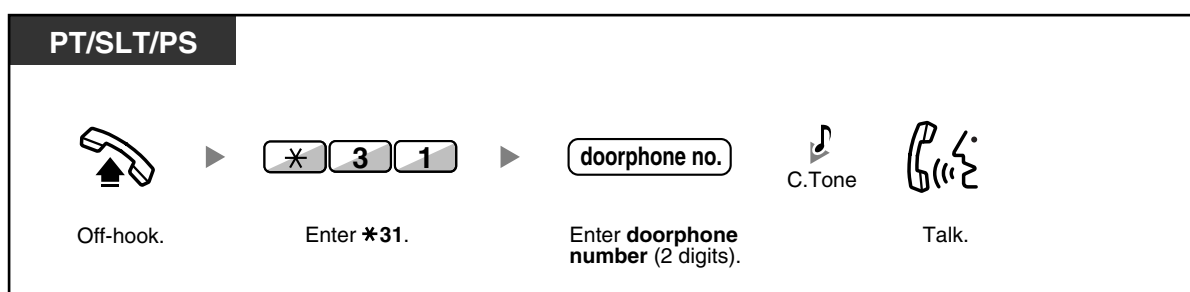 PT/SLT/PS
✱ 3 1
doorphone no.
C.Tone
Off-hook.
Enter ✱31.
Enter doorphone
number (2 digits).
Talk.